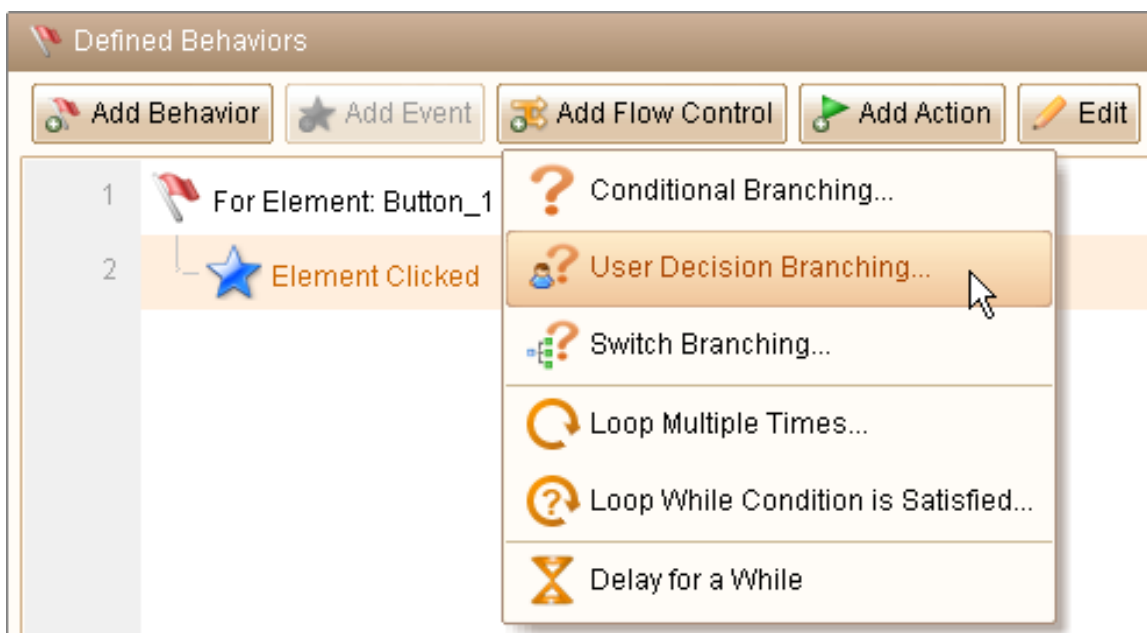 Defined Behaviors
Add Behavior Add Event Add Flow Control Add Action Edit
1 For Element: Button_1
2 Element Clicked
Conditional Branching...
User Decision Branching...
Switch Branching...
Loop Multiple Times...
Loop While Condition is Satisfied...
Delay for a While